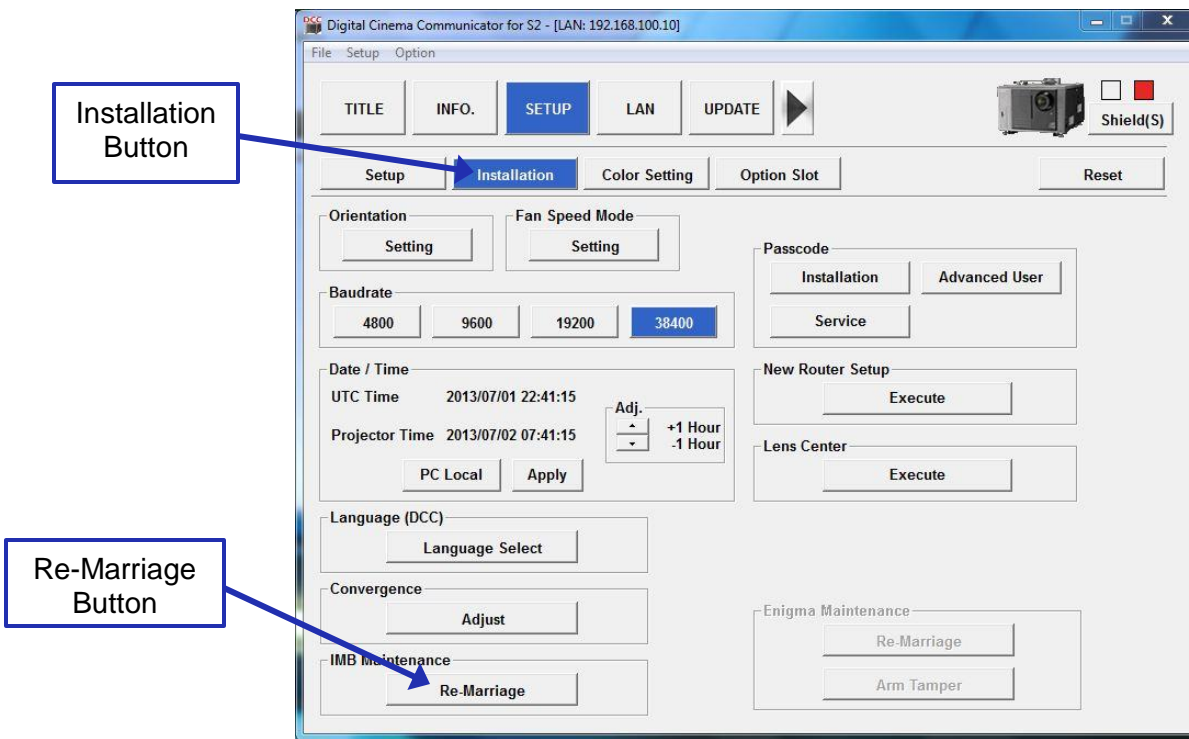 Digital Cinema Communicator for S2 - [LAN: 192.168.100.10]
File Setup Option
TITLE INFO. SETUP LAN UPDATE
Shield(S)
Setup Installation Color Setting Option Slot Reset
Installation
Button
Orientation
Setting
Fan Speed Mode
Setting
Baudrate
4800 9600 19200 38400
Date / Time
UTC Time 2013/07/01 22:41:15
Projector Time 2013/07/02 07:41:15
Adj.
+1 Hour
-1 Hour
PC Local Apply
Language (DCC)
Language Select
Convergence
Adjust
IMB Maintenance
Re-Marriage
Re-Marriage
Button
Passcode
Installation Advanced User
Service
New Router Setup
Execute
Lens Center
Execute
Enigma Maintenance
Re-Marriage
Arm Tamper